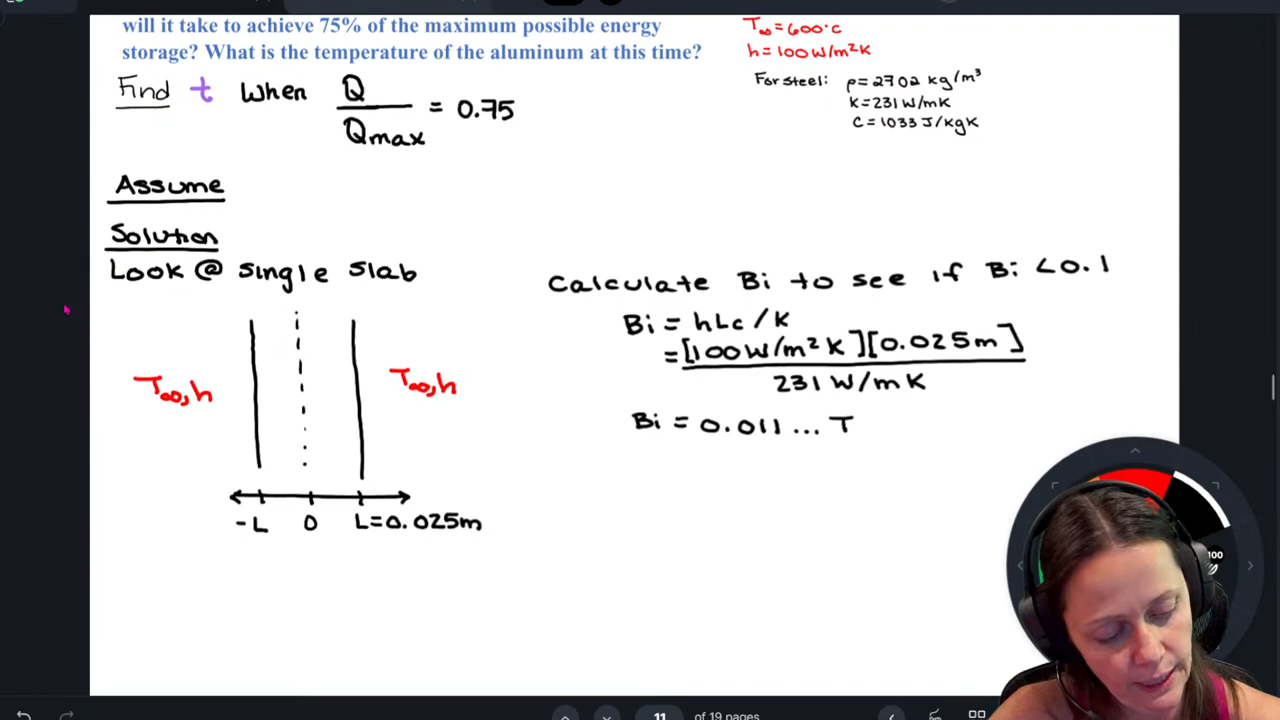 will it take to achieve 75% of the maximum possible energy
storage? What is the temperature of the aluminum at this time?
T∞ = 600°C
h = 100 W/m²K
For steel: ρ = 2702 kg/m³
K = 231 W/mK
C = 1033 J/kgK
Find t When Q/Qmax = 0.75
Assume
Solution
Look @ single slab
T∞,h
T∞,h
-L 0 L=0.025m
Calculate Bi to see if Bi <0.1
Bi = hLc/K
= [100W/m²K][0.025m]
231 W/mK
Bi = 0.011... T
100
11 of 19 pages